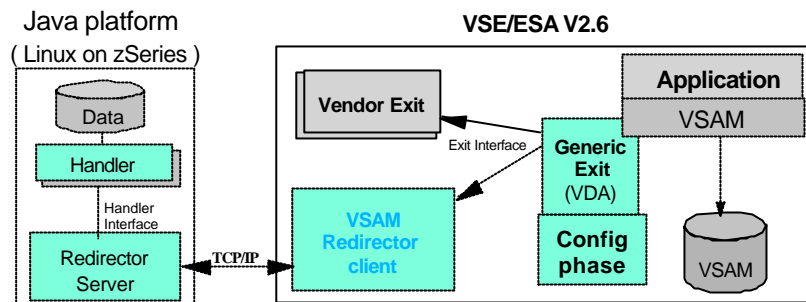 Java platform
( Linux on zSeries )
Data
Handler
Handler
Interface
Redirector
Server
TCP/IP
VSE/ESA V2.6
Vendor Exit
Exit Interface
VSAM
Redirector
client
Generic
Exit
(VDA)
Config
phase
Application
VSAM
VSAM